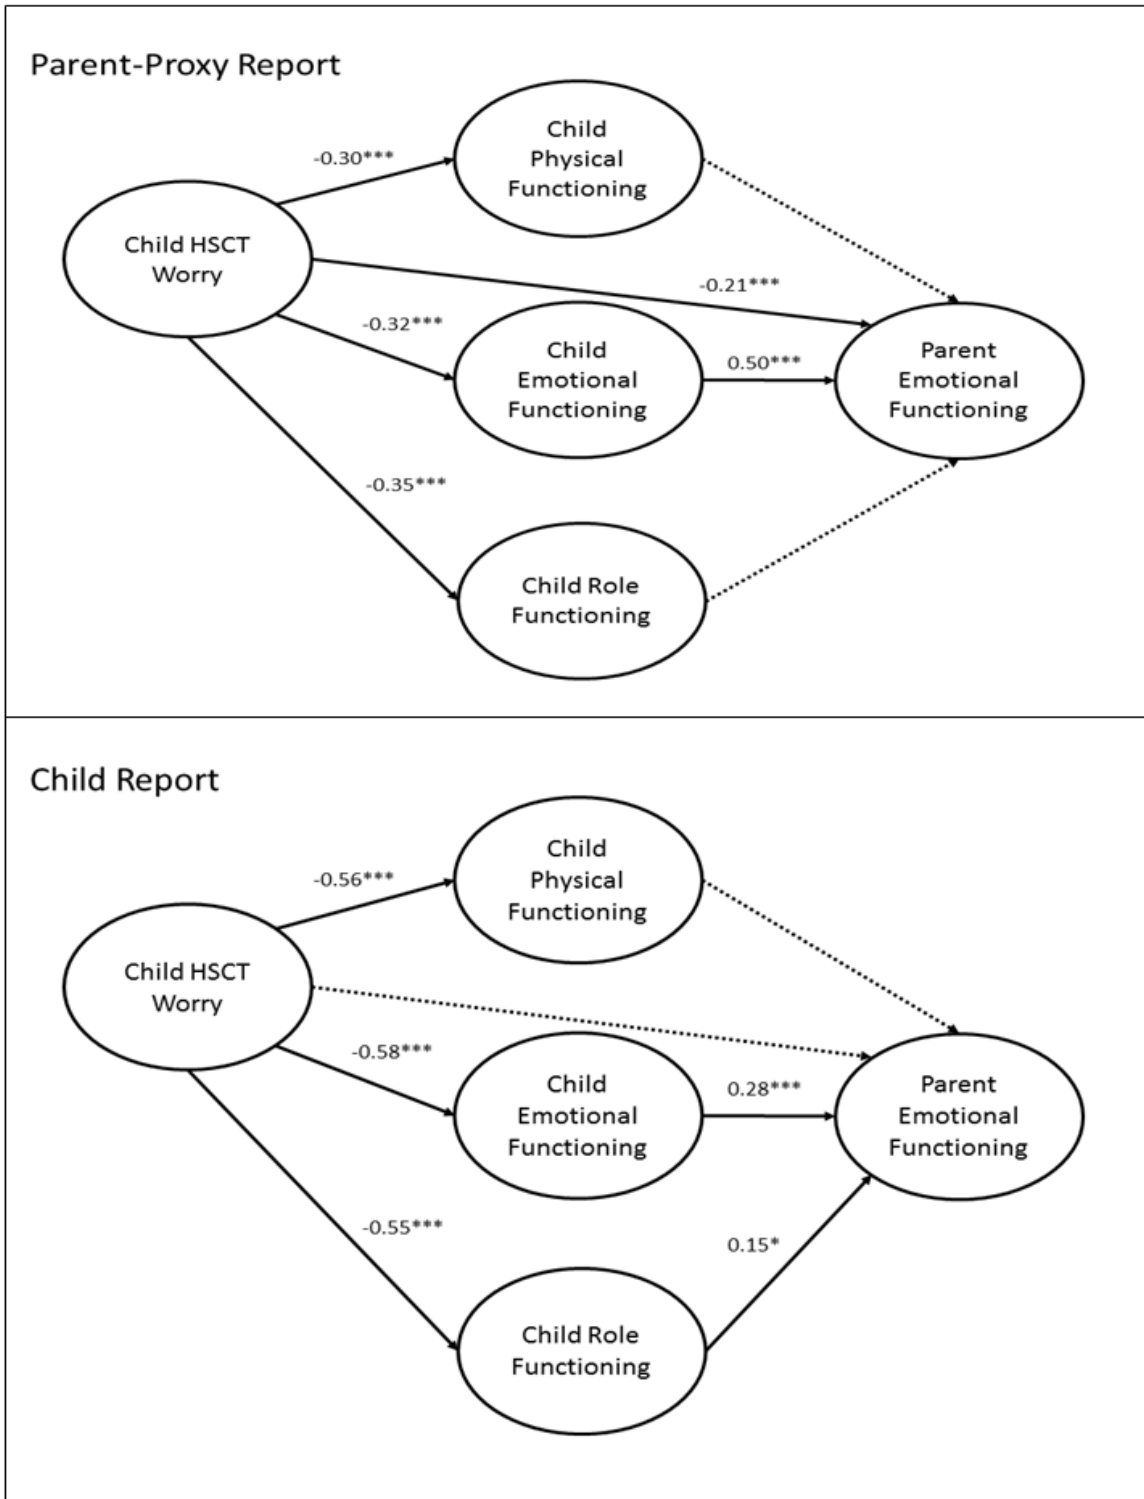 Parent-Proxy Report
Child
Physical
Functioning
-0.30***
Child HSCT
Worry
-0.21***
-0.32***
Child
Emotional
Functioning
0.50***
Parent
Emotional
Functioning
-0.35***
Child Role
Functioning
Child Report
Child
Physical
Functioning
-0.56***
Child HSCT
Worry
-0.58***
Child
Emotional
Functioning
0.28***
Parent
Emotional
Functioning
-0.55***
0.15*
Child Role
Functioning